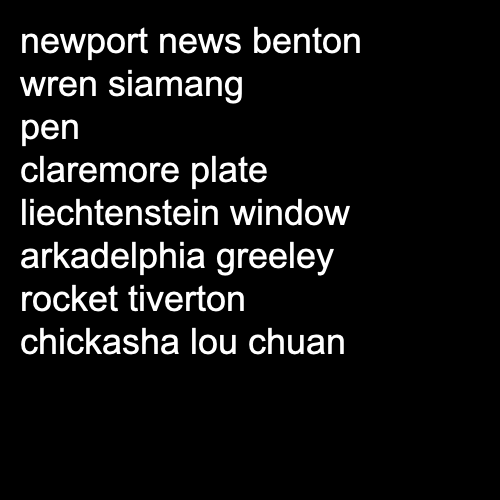 newport news benton
wren siamang
pen
claremore plate
liechtenstein window
arkadelphia greeley
rocket tiverton
chickasha lou chuan